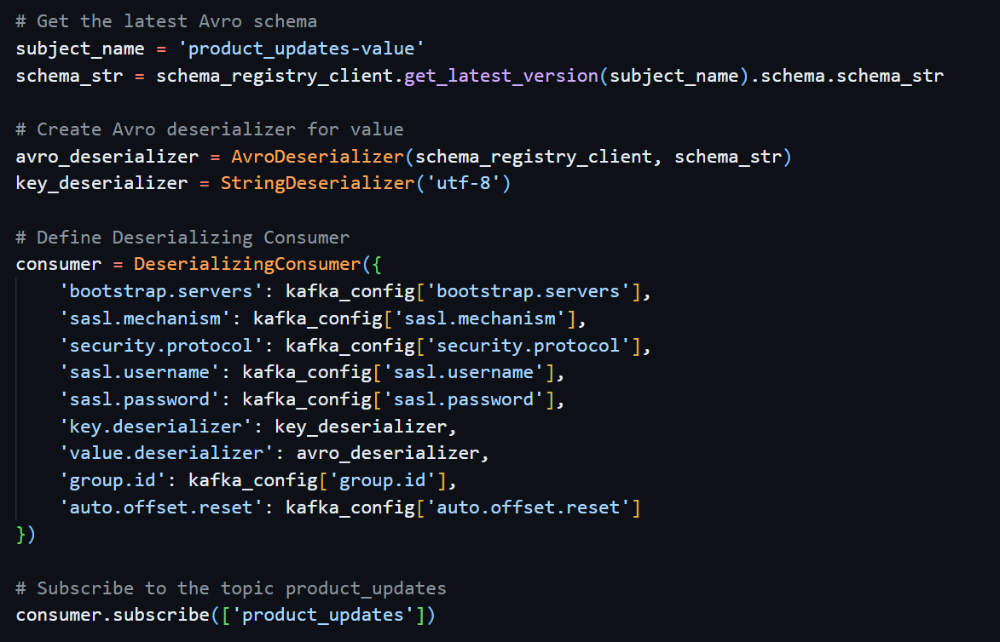 # Get the latest Avro schema
subject_name = 'product_updates-value'
schema_str = schema_registry_client.get_latest_version(subject_name).schema.schema_str

# Create Avro deserializer for value
avro_deserializer = AvroDeserializer(schema_registry_client, schema_str)
key_deserializer = StringDeserializer('utf-8')

# Define Deserializing Consumer
consumer = DeserializingConsumer({
    'bootstrap.servers': kafka_config['bootstrap.servers'],
    'sasl.mechanism': kafka_config['sasl.mechanism'],
    'security.protocol': kafka_config['security.protocol'],
    'sasl.username': kafka_config['sasl.username'],
    'sasl.password': kafka_config['sasl.password'],
    'key.deserializer': key_deserializer,
    'value.deserializer': avro_deserializer,
    'group.id': kafka_config['group.id'],
    'auto.offset.reset': kafka_config['auto.offset.reset']
})

# Subscribe to the topic product_updates
consumer.subscribe(['product_updates'])